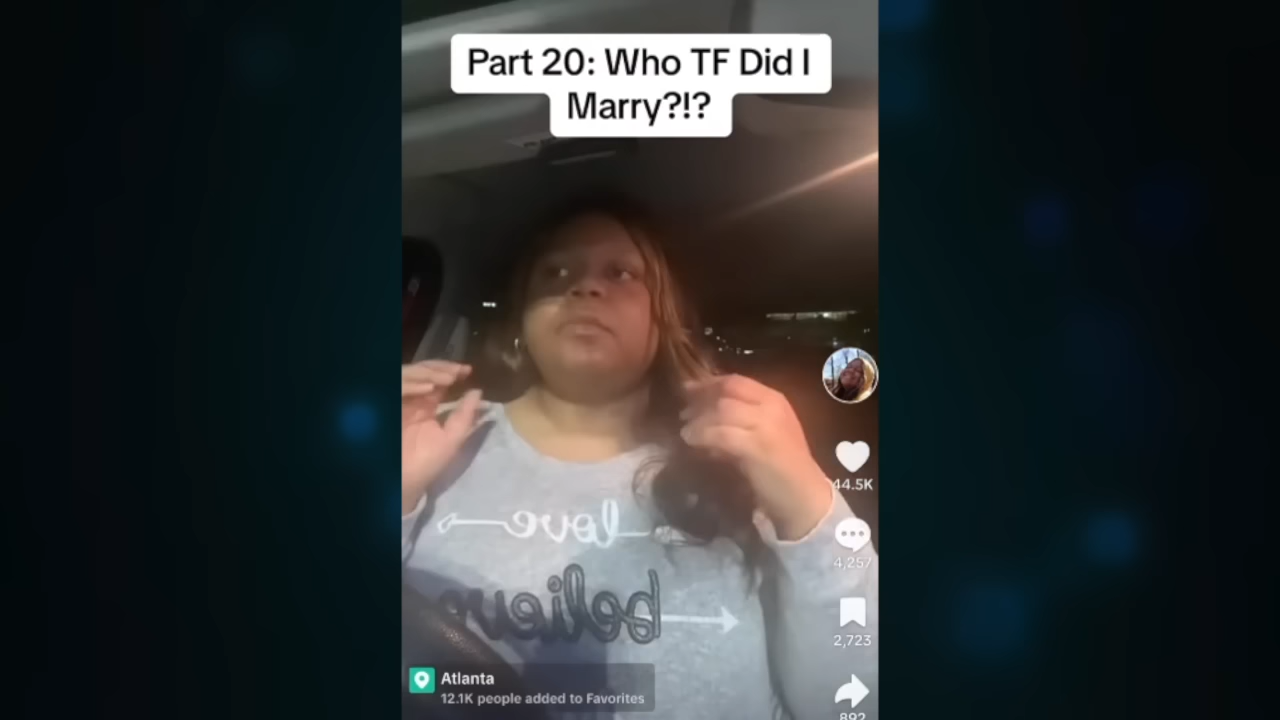 Part 20: Who TF Did I
Marry?!?
love
believe
44.5K
4,257
2,723
Atlanta
12.1K people added to Favorites
892